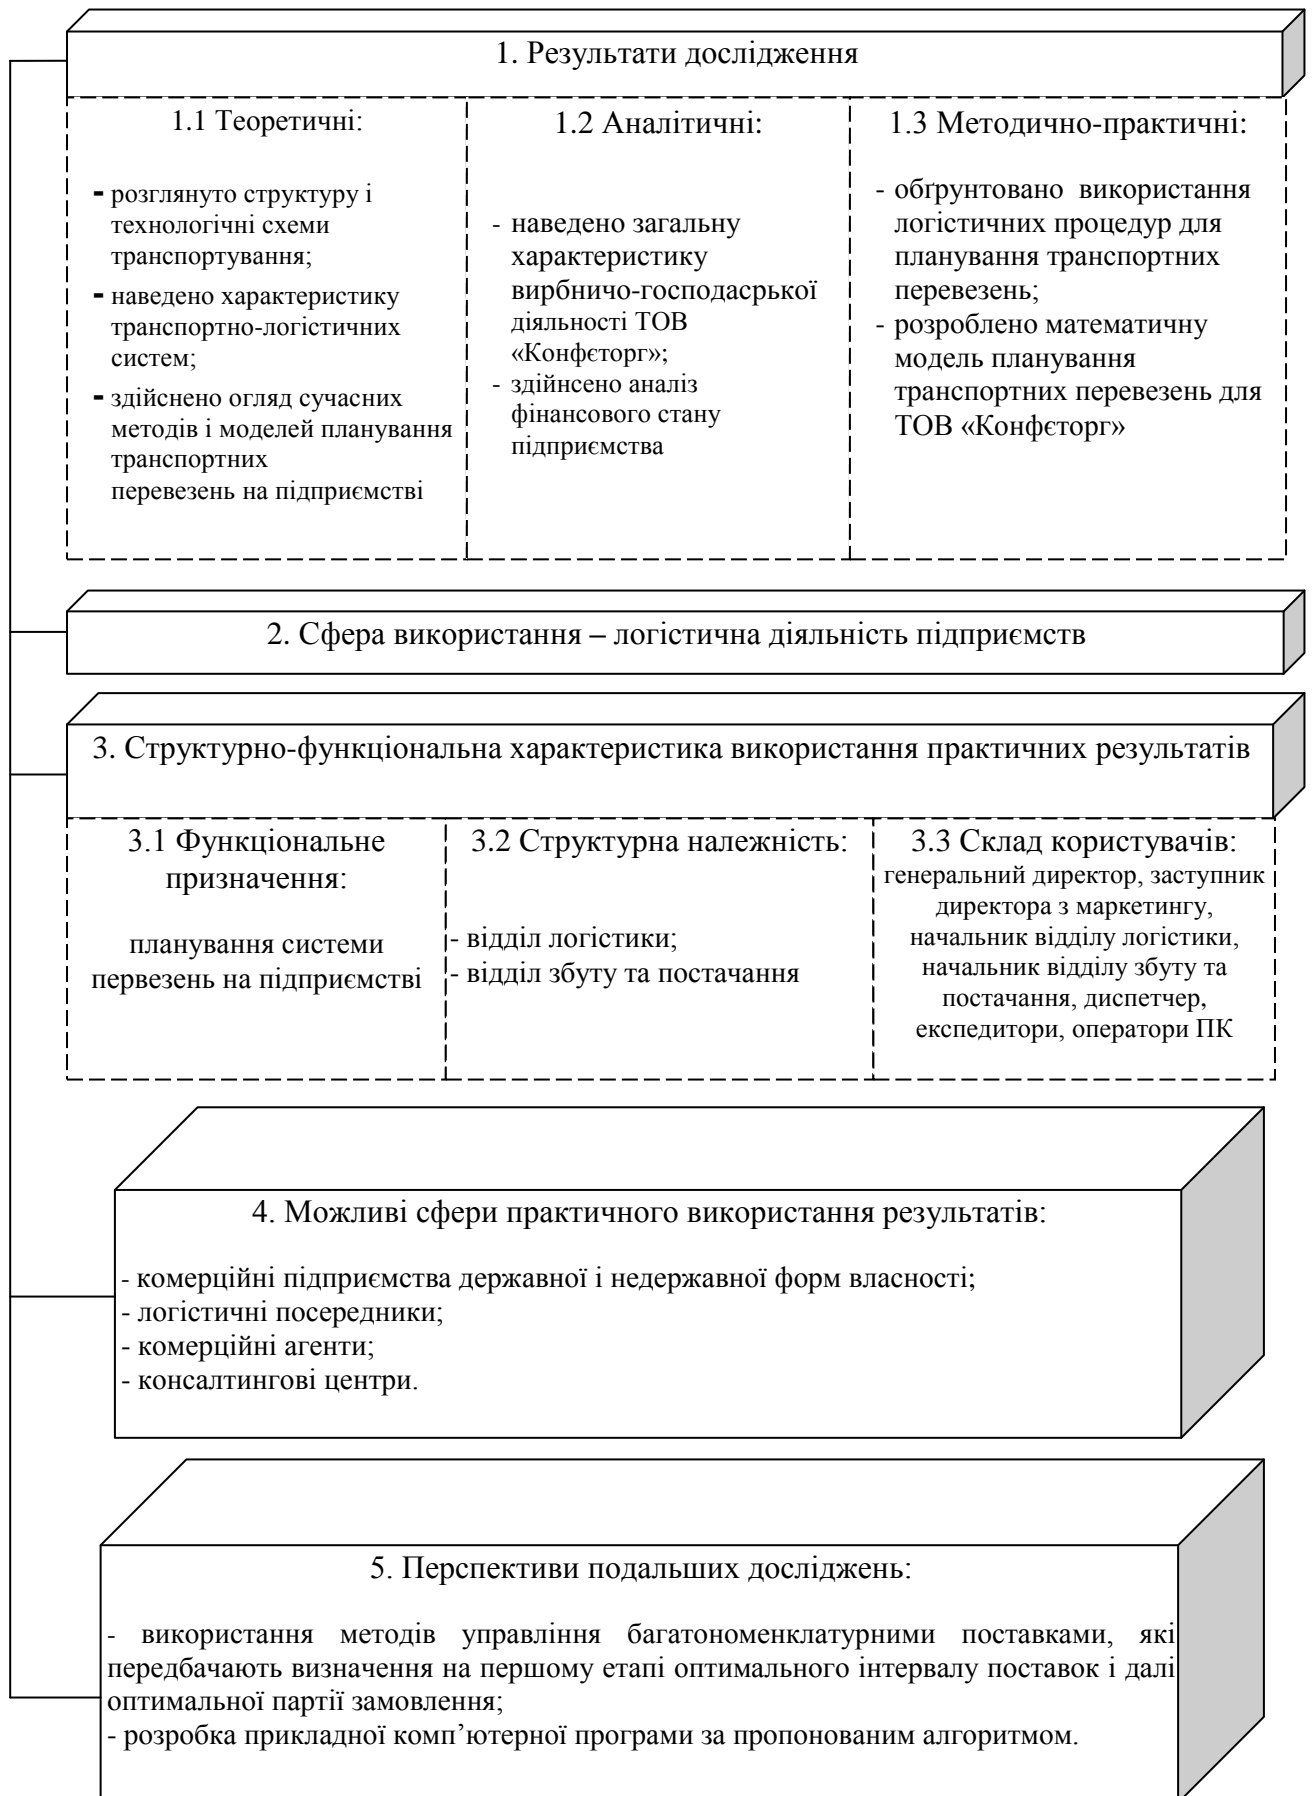 1. Результати дослідження
1.1 Теоретичні:
- розглянуто структуру і
технологічні схеми
транспортування;
- наведено характеристику
транспортно-логістичних
систем;
- здійснено огляд сучасних
методів і моделей планування
транспортних
перевезень на підприємстві
1.2 Аналітичні:
- наведено загальну
характеристику
вирбничо-господасрької
діяльності ТОВ
«Конфєторг»;
- здійнсено аналіз
фінансового стану
підприємства
1.3 Методично-практичні:
- обґрунтовано використання
логістичних процедур для
планування транспортних
перевезень;
- розроблено математичну
модель планування
транспортних перевезень для
ТОВ «Конфєторг»
2. Сфера використання – логістична діяльність підприємств
3. Структурно-функціональна характеристика використання практичних результатів
3.1 Функціональне
призначення:
планування системи
первезень на підприємстві
3.2 Структурна належність:
- відділ логістики;
- відділ збуту та постачання
3.3 Склад користувачів:
генеральний директор, заступник
директора з маркетингу,
начальник відділу логістики,
начальник відділу збуту та
постачання, диспетчер,
експедитори, оператори ПК
4. Можливі сфери практичного використання результатів:
- комерційні підприємства державної і недержавної форм власності;
- логістичні посередники;
- комерційні агенти;
- консалтингові центри.
5. Перспективи подальших досліджень:
- використання методів управління багатономенклатурними поставками, які
передбачають визначення на першому етапі оптимального інтервалу поставок і далі
оптимальної партії замовлення;
- розробка прикладної комп’ютерної програми за пропонованим алгоритмом.